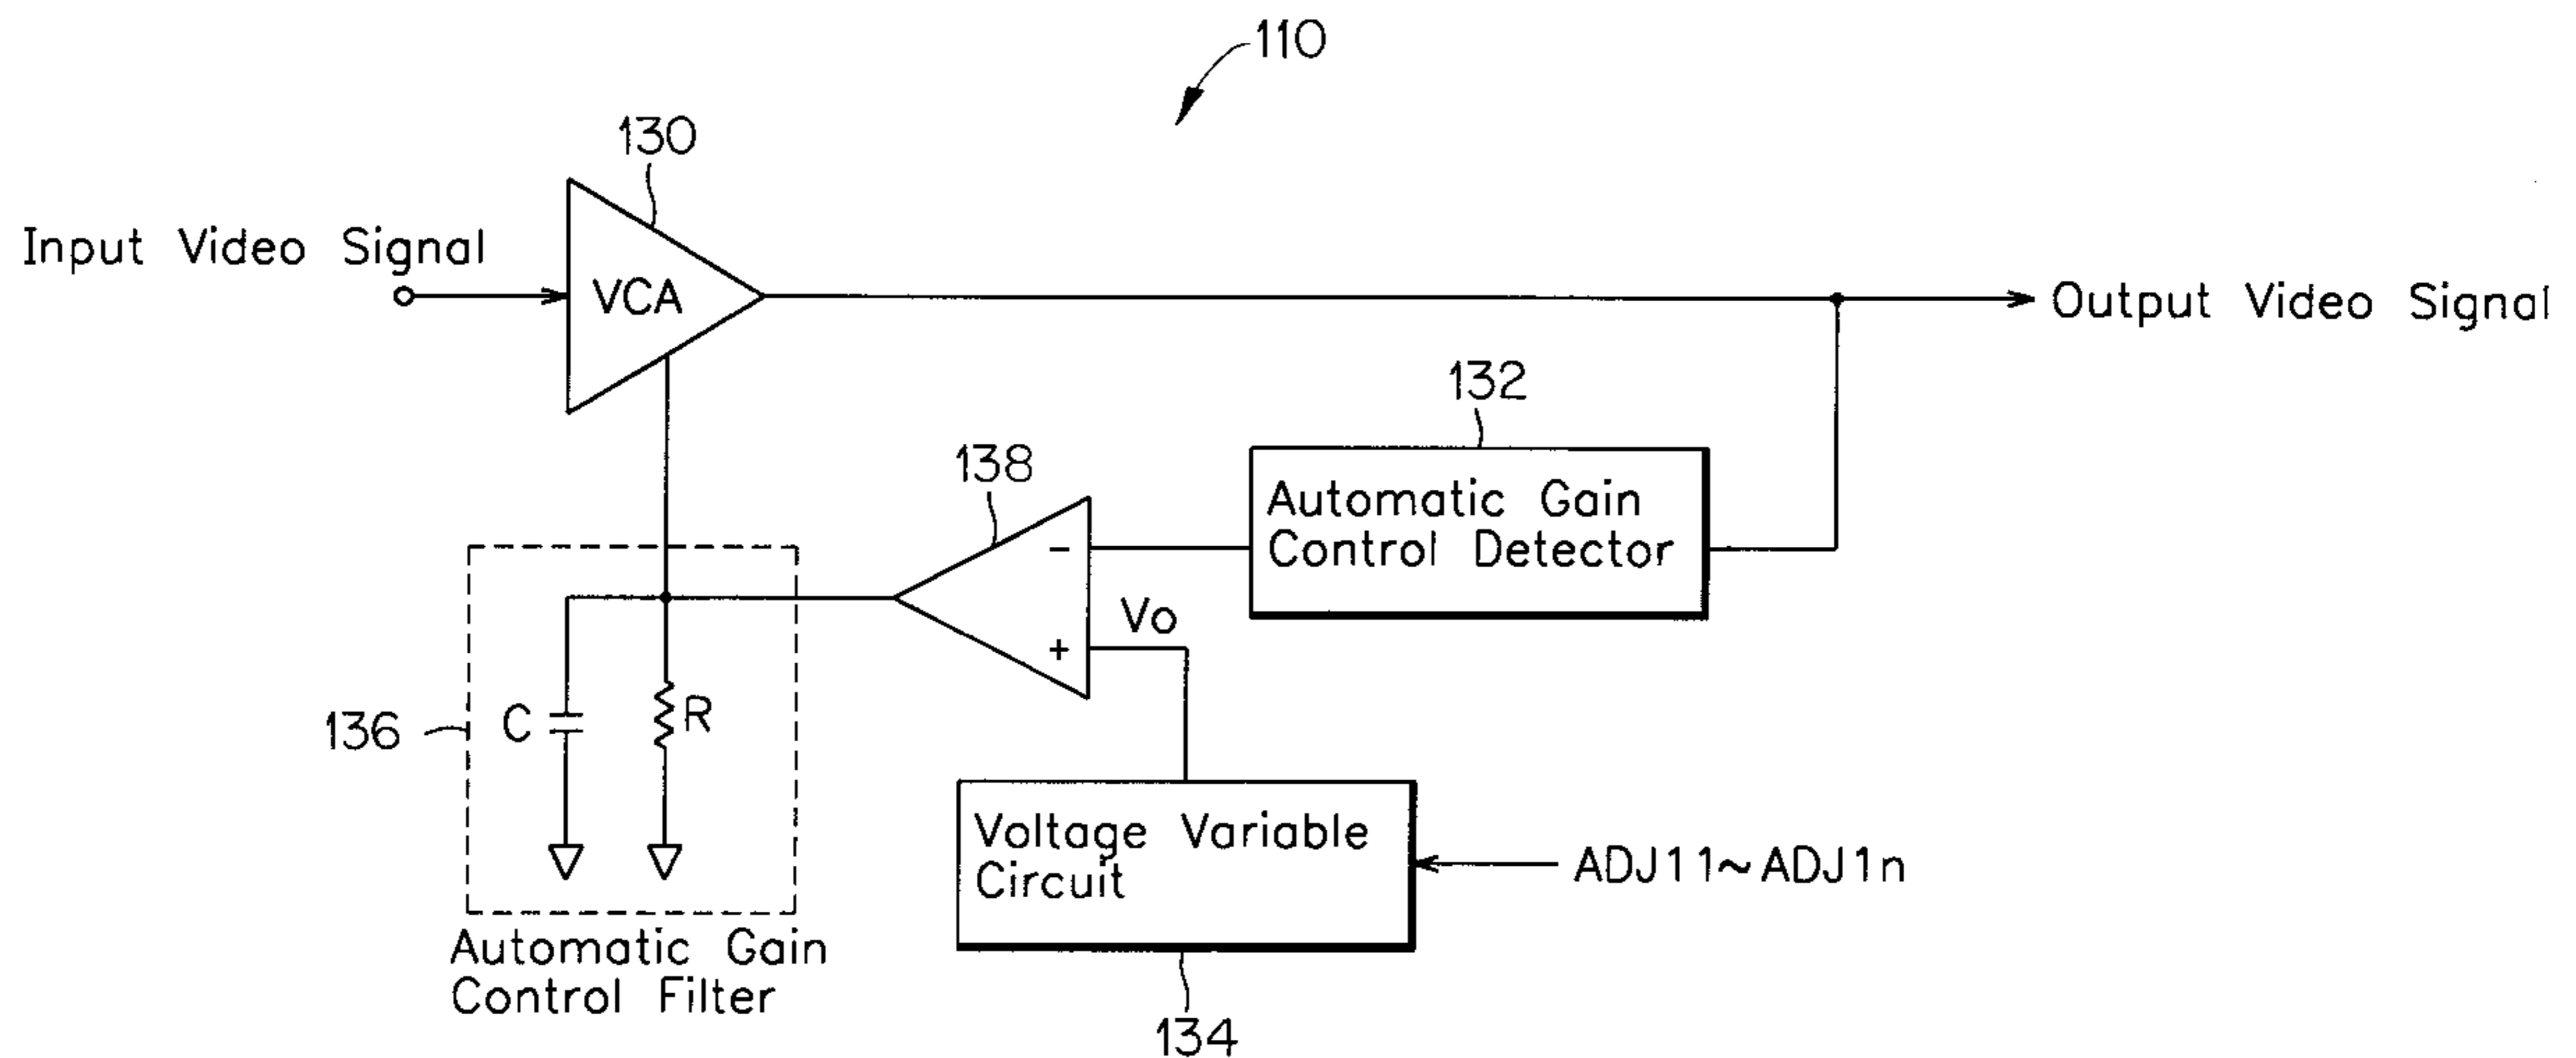 110
130
Input Video Signal
VCA
Output Video Signal
132
138
Automatic Gain
Control Detector
-
Vo
+
136
C
R
Voltage Variable
Circuit
ADJ11~ADJ1n
Automatic Gain
Control Filter
134